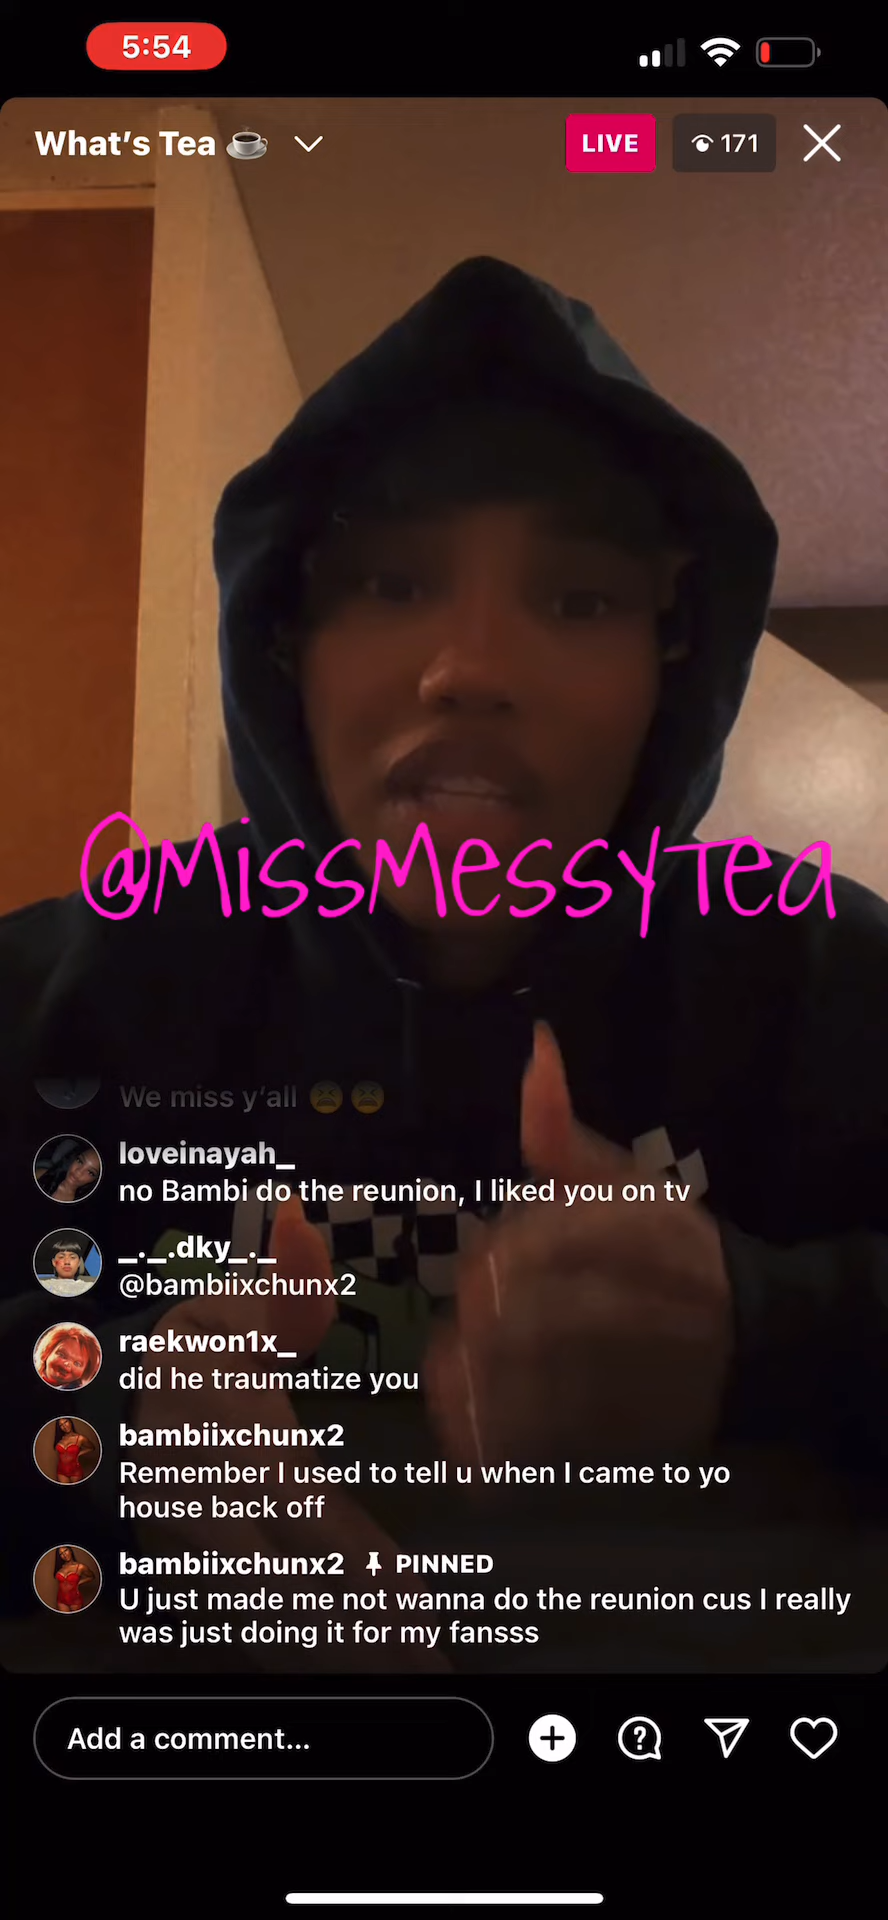 5:54
What's Tea ☕
LIVE
171
@MissMessyTea
We miss y'all 😫 😫
loveinayah_
no Bambi do the reunion, I liked you on tv
_._.dky_._
@bambiixchunx2
raekwon1x_
did he traumatize you
bambiixchunx2
Remember I used to tell u when I came to yo
house back off
bambiixchunx2 PINNED
U just made me not wanna do the reunion cus I really
was just doing it for my fansss
Add a comment...